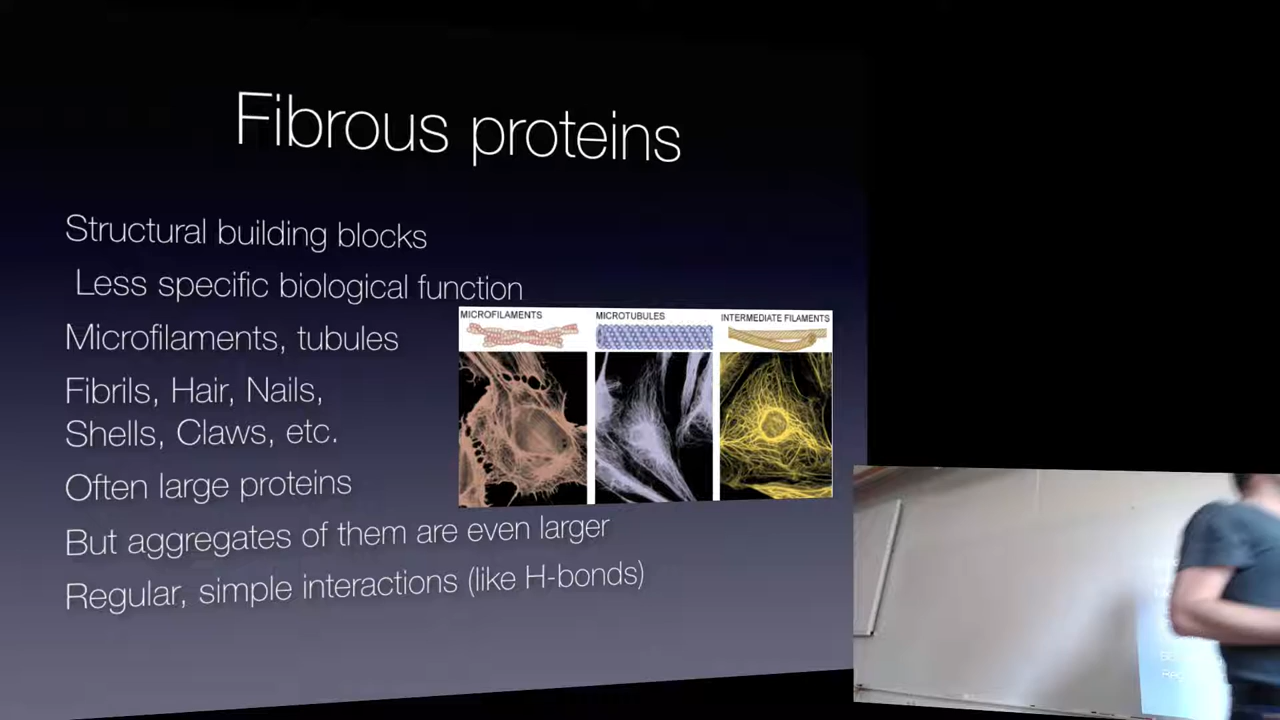 Fibrous proteins
Structural building blocks
Less specific biological function
Microfilaments, tubules
Fibrils, Hair, Nails,
Shells, Claws, etc.
Often large proteins
But aggregates of them are even larger
Regular, simple interactions (like H-bonds)
MICROFILAMENTS
MICROTUBULES
INTERMEDIATE FILAMENTS